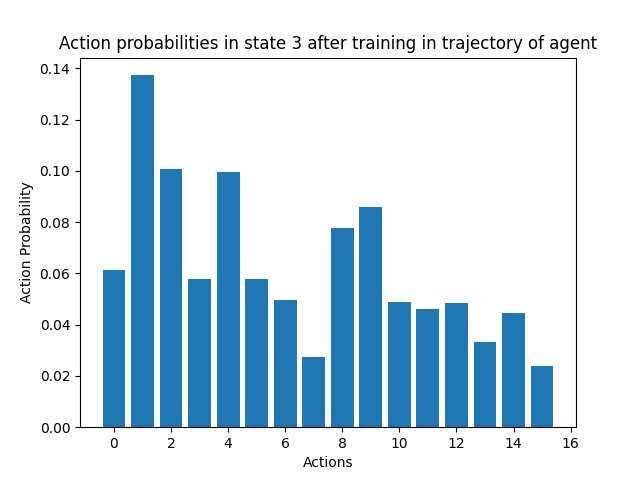 Action probabilities in state 3 after training in trajectory of agent
Action Probability
0.14
0.12
0.10
0.08
0.06
0.04
0.02
0.00
0 2 4 6 8 10 12 14 16
Actions